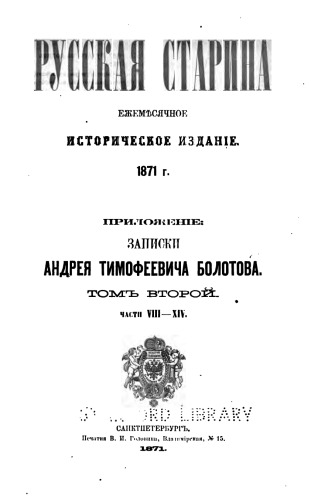 РУССКАЯ СТАРИНА
ЕЖЕМѢСЯЧНОЕ
ИСТОРИЧЕСКОЕ ИЗДАНІЕ.
1871 г.
ПРИЛОЖЕНІЕ:
ЗАПИСКИ
АНДРЕЯ ТИМОФЕЕВИЧА БОЛОТОВА.
ТОМЪ ВТОРОЙ.
ЧАСТИ VIII—XIV.
LIBRARY
САНКТПЕТЕРБУРГЪ.
Печатня В. И. Головина, Владимірская, № 15.
1871.